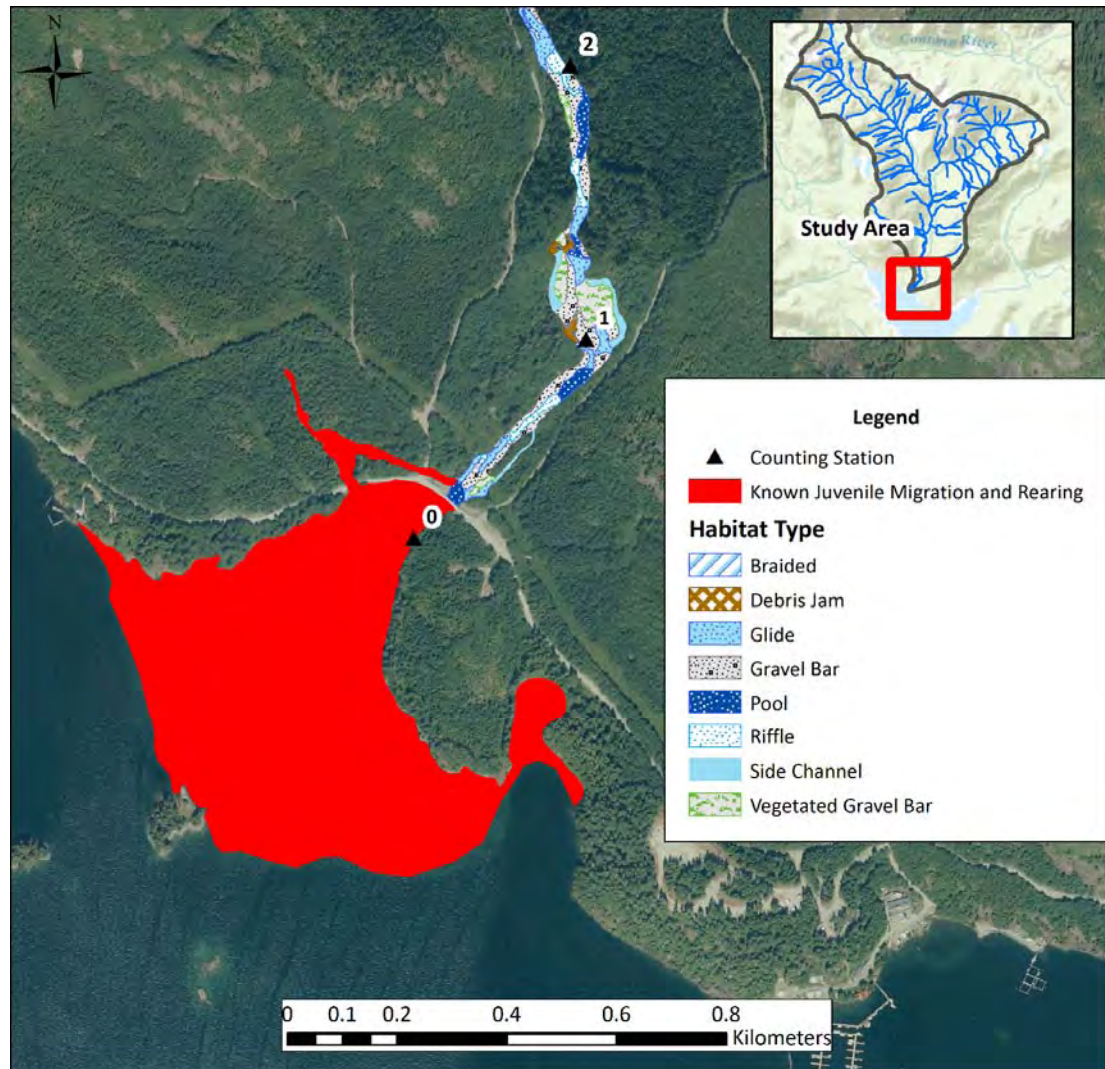 N
2
Conuma River
Study Area
1
0
Legend
Counting Station
Known Juvenile Migration and Rearing
Habitat Type
Braided
Debris Jam
Glide
Gravel Bar
Pool
Riffle
Side Channel
Vegetated Gravel Bar
0 0.1 0.2 0.4 0.6 0.8
Kilometers